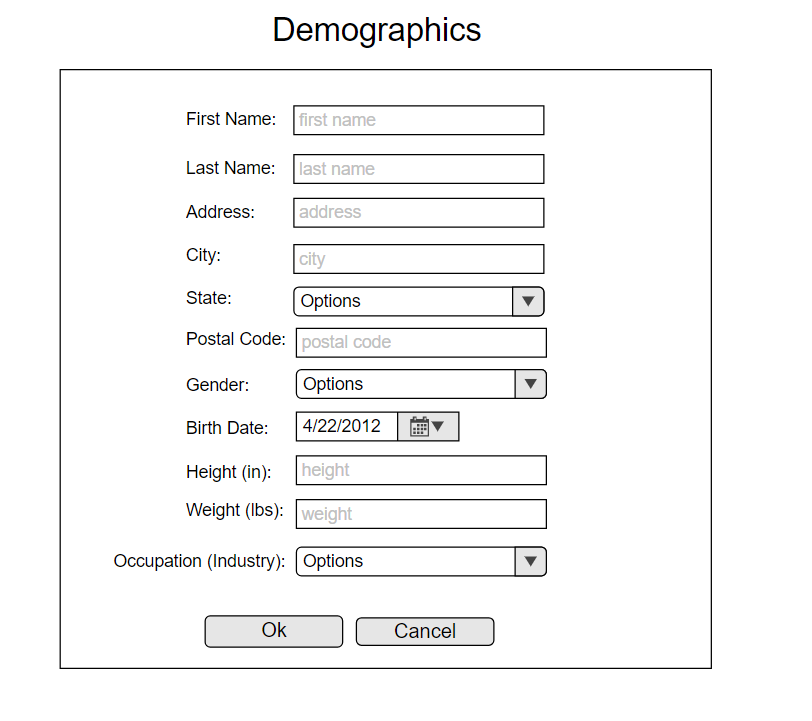 Demographics
First Name: first name
Last Name: last name
Address: address
City: city
State: Options
Postal Code: postal code
Gender: Options
Birth Date: 4/22/2012
Height (in): height
Weight (lbs): weight
Occupation (Industry): Options
Ok Cancel